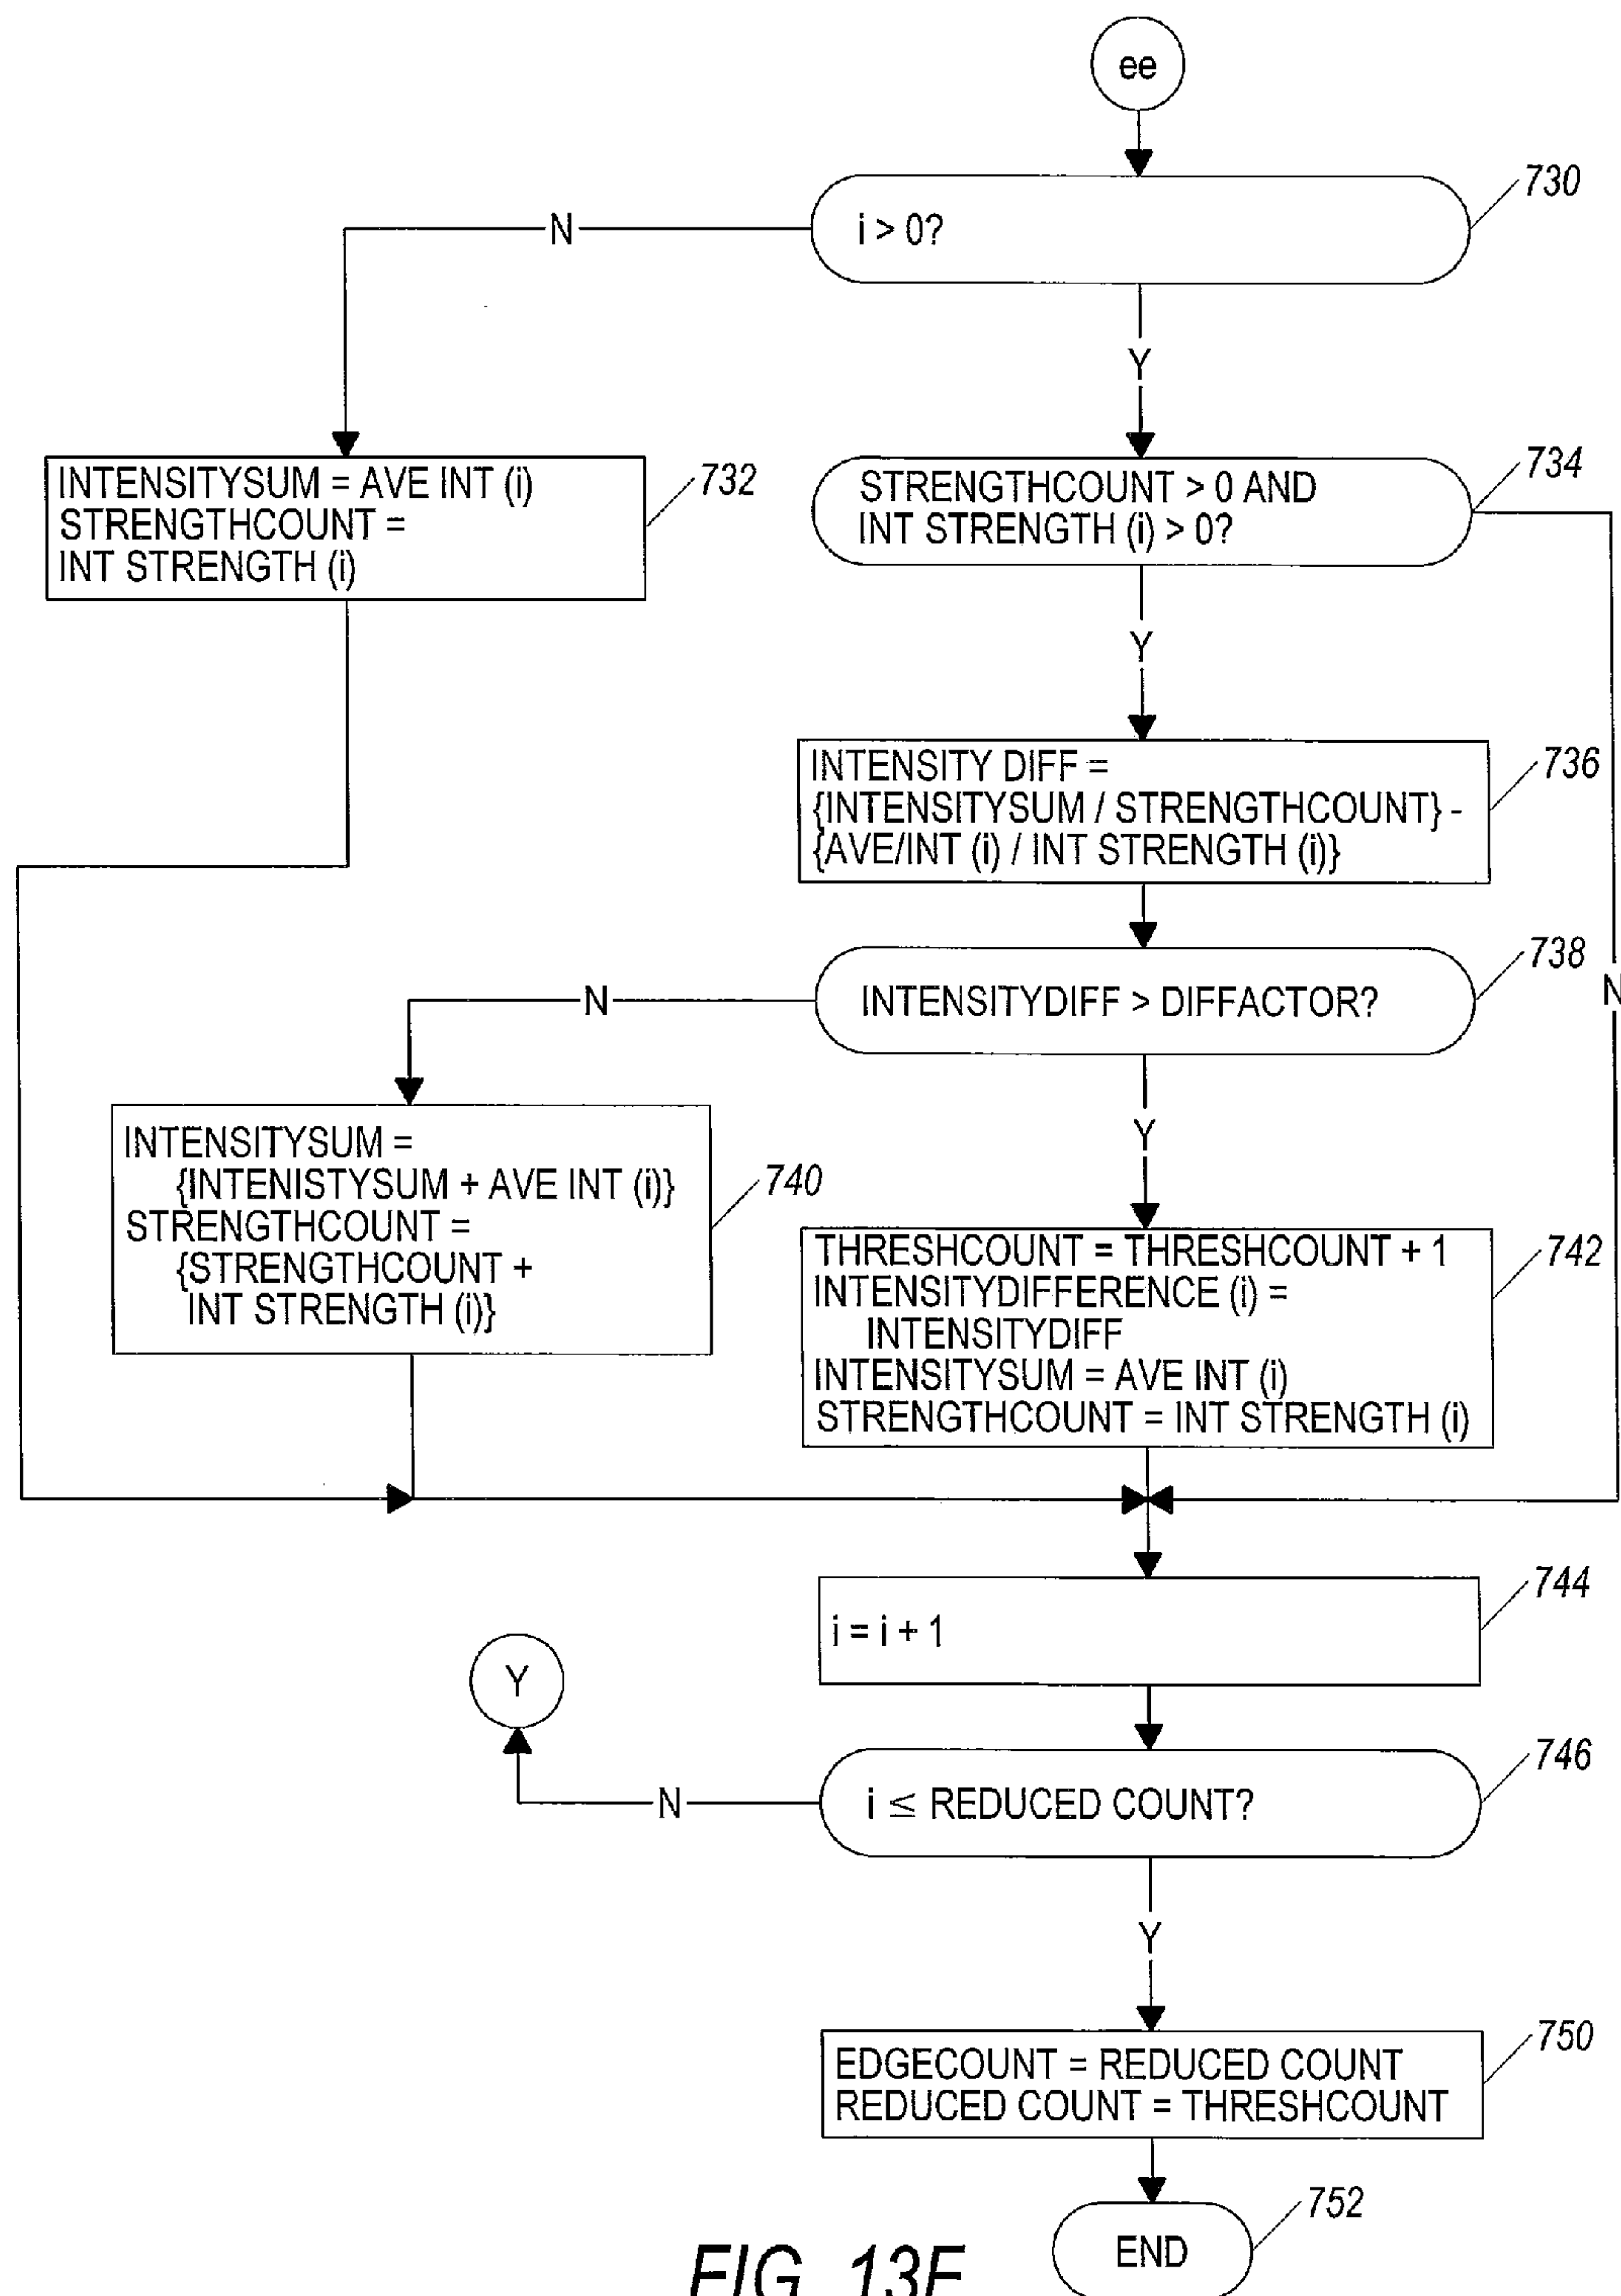 ee
i > 0?
730
N
Y
INTENSITYSUM = AVE INT (i)
STRENGTHCOUNT =
INT STRENGTH (i)
732
STRENGTHCOUNT > 0 AND
INT STRENGTH (i) > 0?
734
Y
INTENSITY DIFF =
{INTENSITYSUM / STRENGTHCOUNT} -
{AVE/INT (i) / INT STRENGTH (i)}
736
N
INTENSITYDIFF > DIFFACTOR?
738
N
Y
INTENSITYSUM =
{INTENISTYSUM + AVE INT (i)}
STRENGTHCOUNT =
{STRENGTHCOUNT +
INT STRENGTH (i)}
740
THRESHCOUNT = THRESHCOUNT + 1
INTENSITYDIFFERENCE (i) =
INTENSITYDIFF
INTENSITYSUM = AVE INT (i)
STRENGTHCOUNT = INT STRENGTH (i)
742
i = i + 1
744
Y
N
i ≤ REDUCED COUNT?
746
Y
EDGECOUNT = REDUCED COUNT
REDUCED COUNT = THRESHCOUNT
750
END
752
FIG. 13E